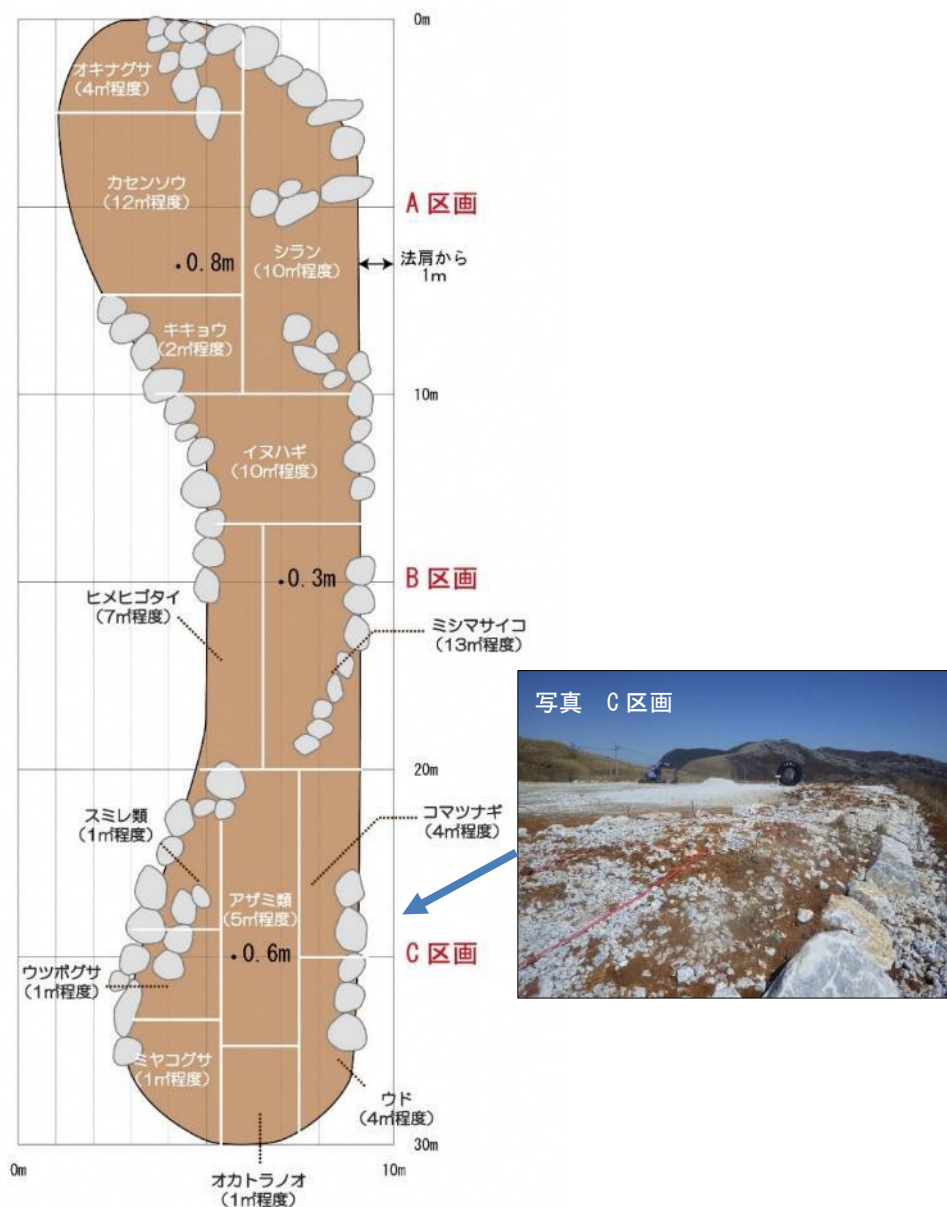 0m
オキナグサ
(4㎡程度)
カセンソウ
(12㎡程度)
A 区画
シラン
(10㎡程度)
法肩から
1m
0.8m
キキョウ
(2㎡程度)
10m
イヌハギ
(10㎡程度)
B 区画
0.3m
ヒメヒゴタイ
(7㎡程度)
ミシマサイコ
(13㎡程度)
写真 C 区画
20m
スミレ類
(1㎡程度)
コマツナギ
(4㎡程度)
アザミ類
(5㎡程度)
0.6m
C 区画
ウツボグサ
(1㎡程度)
ミヤコグサ
(1㎡程度)
ウド
(4㎡程度)
30m
0m
10m
オカトラノオ
(1㎡程度)